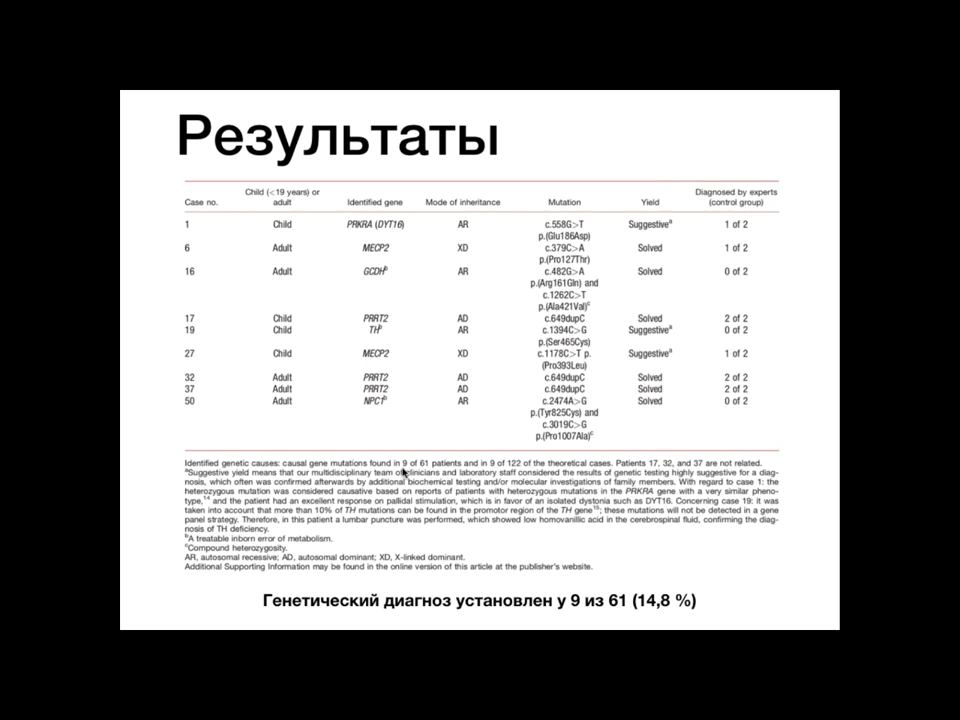 Результаты
Child (<19 years) or Diagnosed by experts
Case no. adult Identified gene Mode of inheritance Mutation Yield (control group)
1 Child PRKRA (DYT16) AR c.558G>T Suggestiveᵃ 1 of 2
p.(Glu186Asp)
6 Adult MECP2 XD c.379C>A Solved 1 of 2
p.(Pro127Thr)
16 Adult GCDHᵇ AR c.482G>A Solved 0 of 2
p.(Arg161Gln) and
c.1262C>T
p.(Ala421Val)ᶜ
17 Child PRRT2 AD c.649dupC Solved 2 of 2
19 Child THᵇ AR c.1394C>G Suggestiveᵃ 0 of 2
p.(Ser465Cys)
27 Child MECP2 XD c.1178C>T p. Suggestiveᵃ 1 of 2
(Pro393Leu)
32 Adult PRRT2 AD c.649dupC Solved 2 of 2
37 Adult PRRT2 AD c.649dupC Solved 2 of 2
50 Adult NPC1ᵇ AR c.2474A>G Solved 0 of 2
p.(Tyr825Cys) and
c.3019C>G
p.(Pro1007Ala)ᶜ
Identified genetic causes: causal gene mutations found in 9 of 61 patients and in 9 of 122 of the theoretical cases. Patients 17, 32, and 37 are not related.
ᵃSuggestive yield means that our multidisciplinary team of clinicians and laboratory staff considered the results of genetic testing highly suggestive for a diag-
nosis, which often was confirmed afterwards by additional biochemical testing and/or molecular investigations of family members. With regard to case 1: the
heterozygous mutation was considered causative based on reports of patients with heterozygous mutations in the PRKRA gene with a very similar pheno-
type,¹⁴ and the patient had an excellent response on pallidal stimulation, which is in favor of an isolated dystonia such as DYT16. Concerning case 19: it was
taken into account that more than 10% of TH mutations can be found in the promotor region of the TH gene¹⁵; these mutations will not be detected in a gene
panel strategy. Therefore, in this patient a lumbar puncture was performed, which showed low homovanillic acid in the cerebrospinal fluid, confirming the diag-
nosis of TH deficiency.
ᵇA treatable inborn error of metabolism.
ᶜCompound heterozygosity.
AR, autosomal recessive; AD, autosomal dominant; XD, X-linked dominant.
Additional Supporting Information may be found in the online version of this article at the publisher's website.
Генетический диагноз установлен у 9 из 61 (14,8 %)